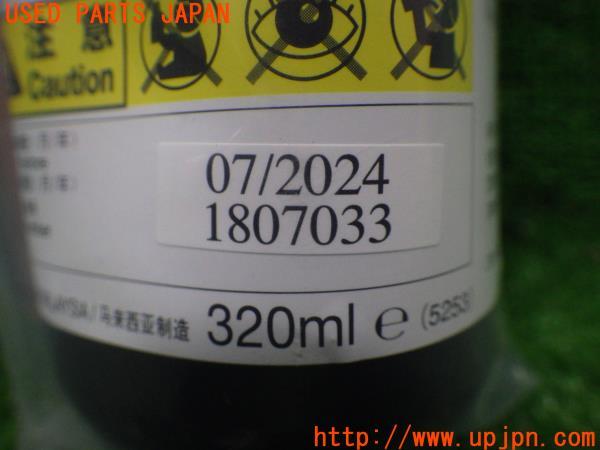 USED PARTS JAPAN
注意
Caution
07/2024
1807033
马来西亚制造 320ml e (5253)
http://www.upjpn.com/